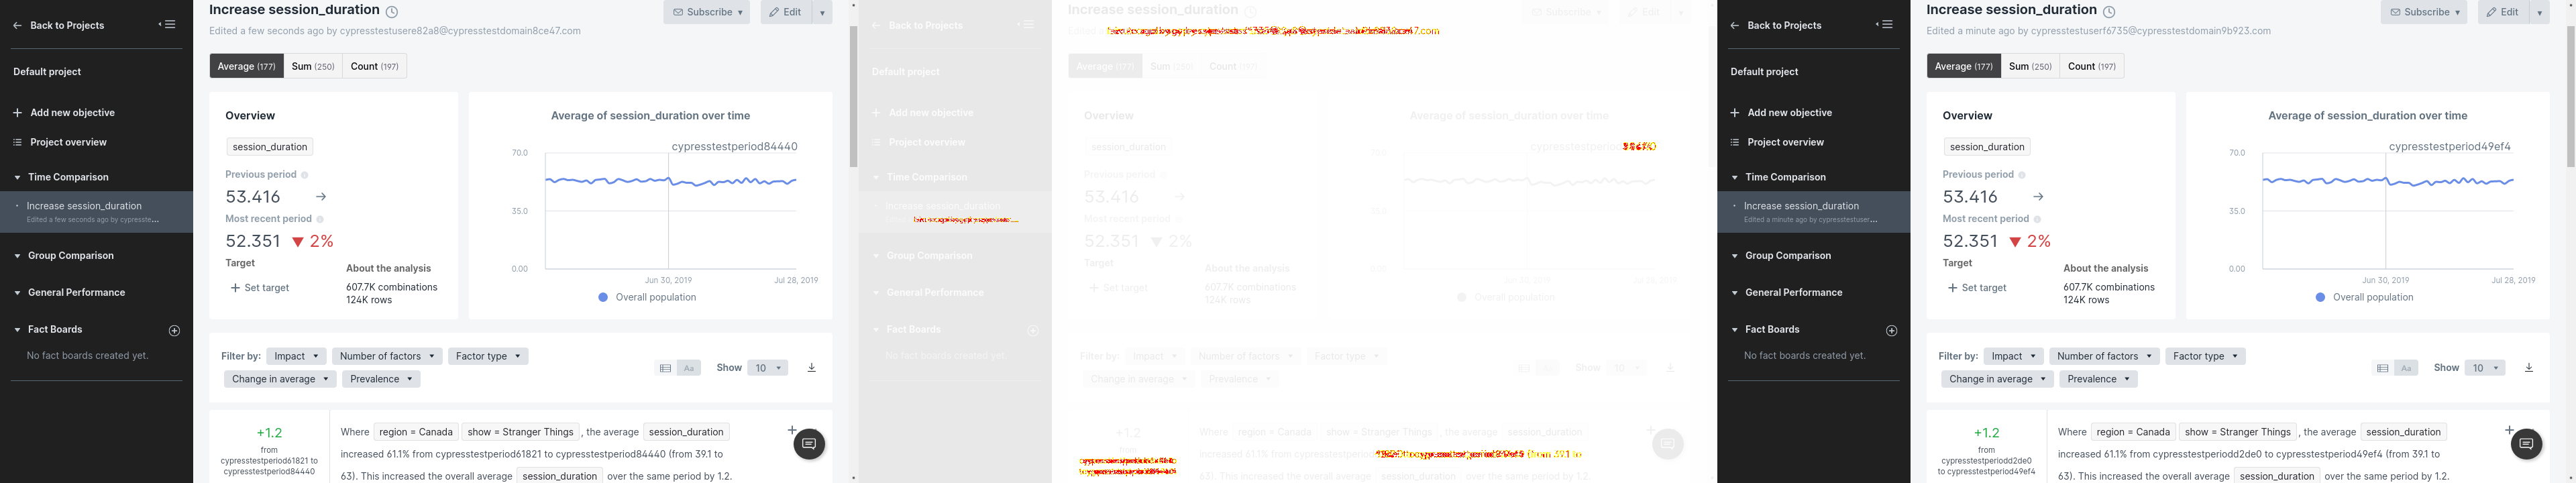 Back to Projects
Default project
Add new objective
Project overview
Time Comparison
Increase session_duration
Edited a few seconds ago by cypresste...
Group Comparison
General Performance
Fact Boards
No fact boards created yet.
Increase session_duration
Subscribe
Edit
Edited a few seconds ago by cypresstestusere82a8@cypresstestdomain8ce47.com
Average (177) Sum (250) Count (197)
Overview
session_duration
Previous period
53.416
Most recent period
52.351 2%
Target
Set target
About the analysis
607.7K combinations
124K rows
Average of session_duration over time
cypresstestperiod84440
70.0
35.0
0.00
Jun 30, 2019 Jul 28, 2019
Overall population
Filter by: Impact Number of factors Factor type
Change in average Prevalence
Aa Show 10
+1.2
from
cypresstestperiod61821 to
cypresstestperiod84440
Where region = Canada show = Stranger Things , the average session_duration
increased 61.1% from cypresstestperiod61821 to cypresstestperiod84440 (from 39.1 to
63). This increased the overall average session_duration over the same period by 1.2.
Back to Projects
Default project
Add new objective
Project overview
Time Comparison
Increase session_duration
Group Comparison
General Performance
Fact Boards
No fact boards created yet.
Increase session_duration
Subscribe
Edit
Average (177) Sum (250) Count (197)
Overview
session_duration
Previous period
53.416
Most recent period
52.351 2%
Target
Set target
About the analysis
607.7K combinations
124K rows
Average of session_duration over time
70.0
35.0
0.00
Overall population
Filter by: Impact Number of factors Factor type
Change in average Prevalence
Show 10
+1.2
from
Where region = Canada show = Stranger Things , the average session_duration
increased 61.1% from
63). This increased the overall average session_duration over the same period by 1.2.
Back to Projects
Default project
Add new objective
Project overview
Time Comparison
Increase session_duration
Edited a minute ago by cypresstestuser...
Group Comparison
General Performance
Fact Boards
No fact boards created yet.
Increase session_duration
Subscribe
Edit
Edited a minute ago by cypresstestuserf6735@cypresstestdomain9b923.com
Average (177) Sum (250) Count (197)
Overview
session_duration
Previous period
53.416
Most recent period
52.351 2%
Target
Set target
About the analysis
607.7K combinations
124K rows
Average of session_duration over time
cypresstestperiod49ef4
70.0
35.0
0.00
Jun 30, 2019 Jul 28, 2019
Overall population
Filter by: Impact Number of factors Factor type
Change in average Prevalence
Aa Show 10
+1.2
from
cypresstestperiodd2de0
to cypresstestperiod49ef4
Where region = Canada show = Stranger Things , the average session_duration
increased 61.1% from cypresstestperiodd2de0 to cypresstestperiod49ef4 (from 39.1 to
63). This increased the overall average session_duration over the same period by 1.2.